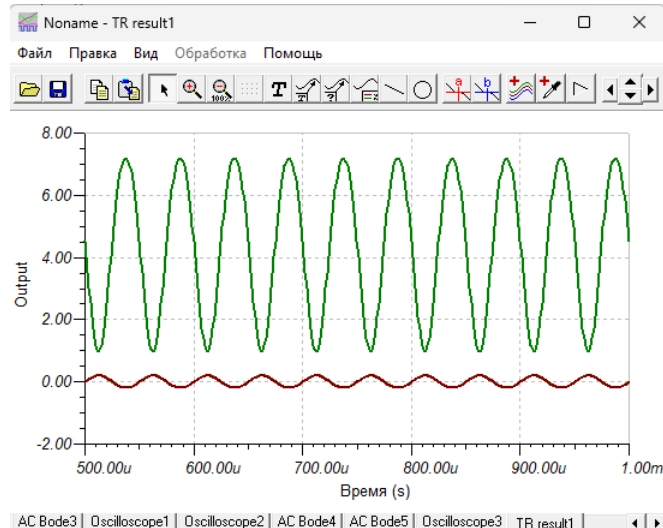 Noname - TR result1
Файл Правка Вид Обработка Помощь
100% T T ? = a b
8.00
6.00
4.00
2.00
0.00
-2.00
Output
500.00u 600.00u 700.00u 800.00u 900.00u 1.00m
Время (s)
AC Bode3 Oscilloscope1 Oscilloscope2 AC Bode4 AC Bode5 Oscilloscope3 TR result1